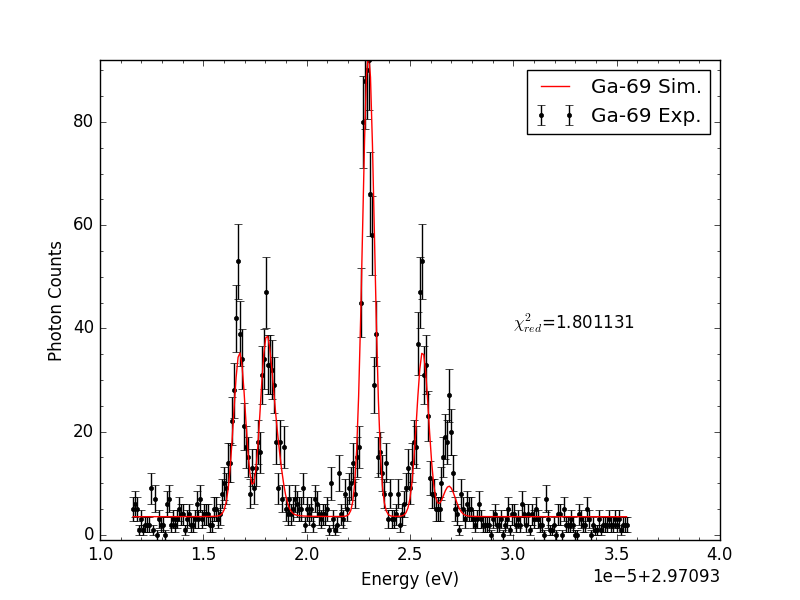 Ga-69 Sim.
Ga-69 Exp.
80
60
40
20
0
Photon Counts
χ²_red=1.801131
1.0 1.5 2.0 2.5 3.0 3.5 4.0
Energy (eV)
1e−5+2.97093